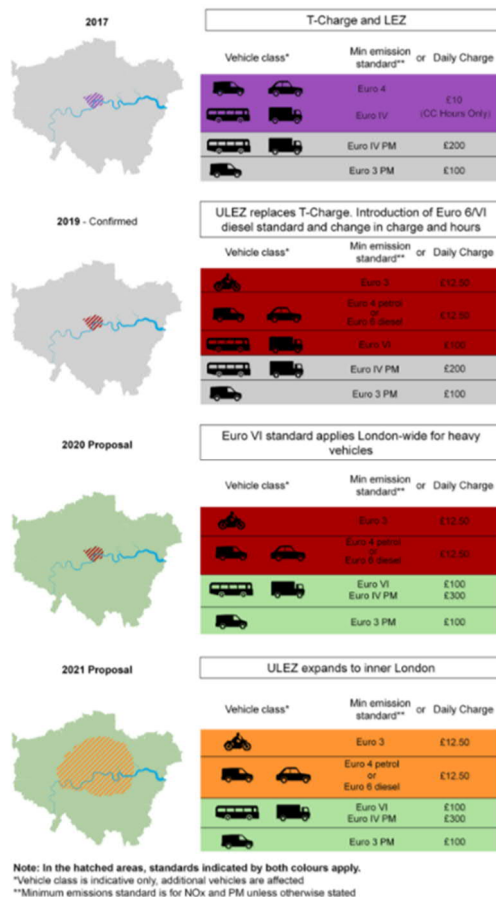 2017
T-Charge and LEZ
Vehicle class*
Min emission standard** or Daily Charge
Euro 4
Euro IV
£10
(CC Hours Only)
Euro IV PM £200
Euro 3 PM £100
2019 - Confirmed
ULEZ replaces T-Charge. Introduction of Euro 6/VI
diesel standard and change in charge and hours
Vehicle class*
Min emission standard** or Daily Charge
Euro 3 £12.50
Euro 4 petrol
or
Euro 6 diesel
£12.50
Euro VI £100
Euro IV PM £200
Euro 3 PM £100
2020 Proposal
Euro VI standard applies London-wide for heavy
vehicles
Vehicle class*
Min emission standard** or Daily Charge
Euro 3 £12.50
Euro 4 petrol
or
Euro 6 diesel
£12.50
Euro VI £100
Euro IV PM £300
Euro 3 PM £100
2021 Proposal
ULEZ expands to inner London
Vehicle class*
Min emission standard** or Daily Charge
Euro 3 £12.50
Euro 4 petrol
or
Euro 6 diesel
£12.50
Euro VI £100
Euro IV PM £300
Euro 3 PM £100
Note: In the hatched areas, standards indicated by both colours apply.
*Vehicle class is indicative only, additional vehicles are affected
**Minimum emissions standard is for NOx and PM unless otherwise stated